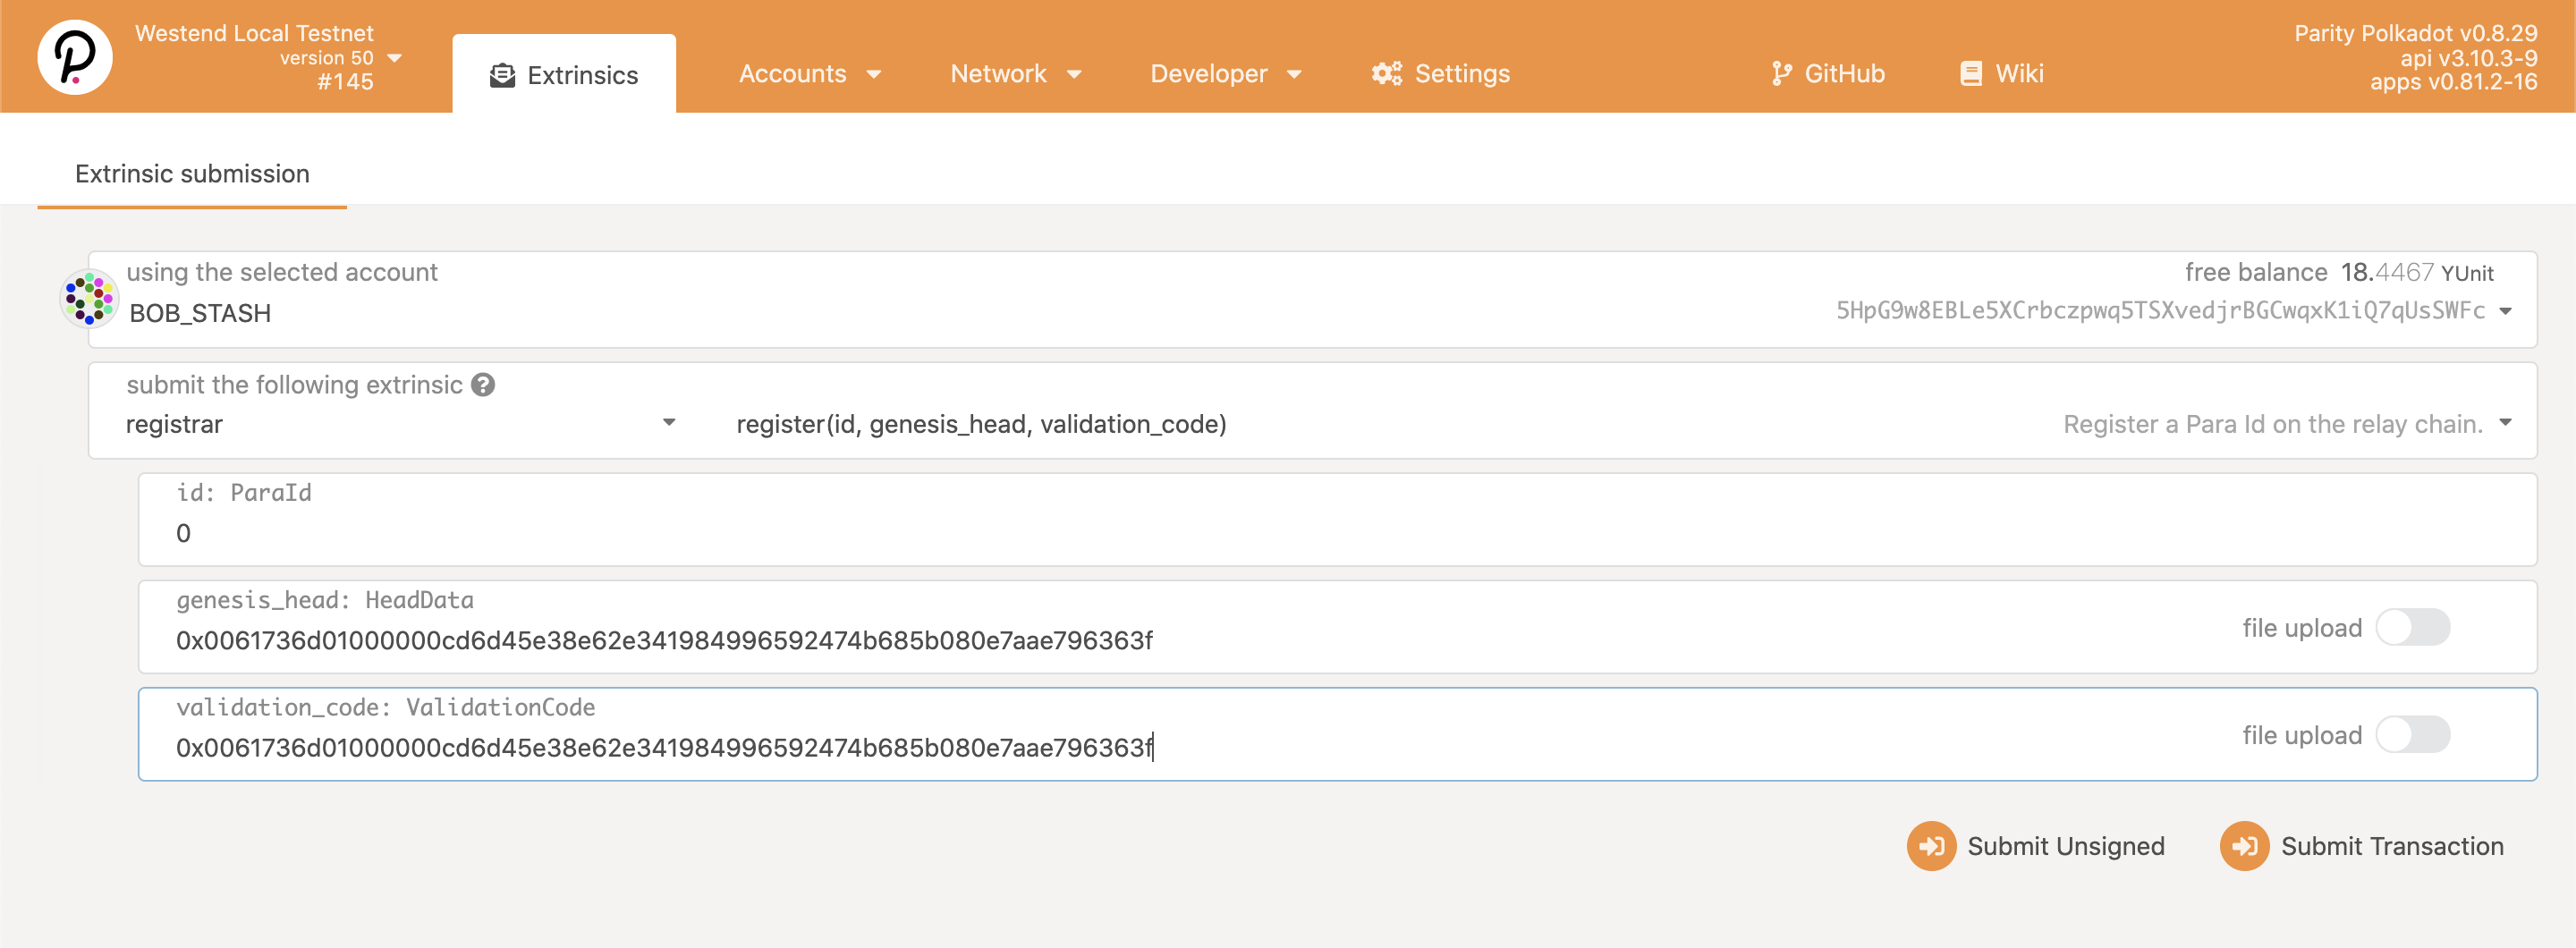 Westend Local Testnet
version 50
#145
Extrinsics
Accounts
Network
Developer
Settings
GitHub
Wiki
Parity Polkadot v0.8.29
api v3.10.3-9
apps v0.81.2-16
Extrinsic submission
using the selected account
BOB_STASH
free balance 18.4467 YUnit
5HpG9w8EBLe5XCrbczpwq5TSXvedjrBGCwqxK1iQ7qUsSWFc
submit the following extrinsic ?
registrar
register(id, genesis_head, validation_code)
Register a Para Id on the relay chain.
id: ParaId
0
genesis_head: HeadData
0x0061736d01000000cd6d45e38e62e341984996592474b685b080e7aae796363f
file upload
validation_code: ValidationCode
0x0061736d01000000cd6d45e38e62e341984996592474b685b080e7aae796363f
file upload
Submit Unsigned
Submit Transaction